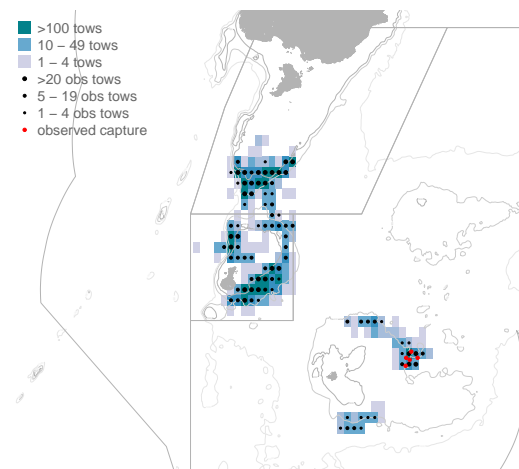 >100 tows
10 – 49 tows
1 – 4 tows
>20 obs tows
5 – 19 obs tows
1 – 4 obs tows
observed capture